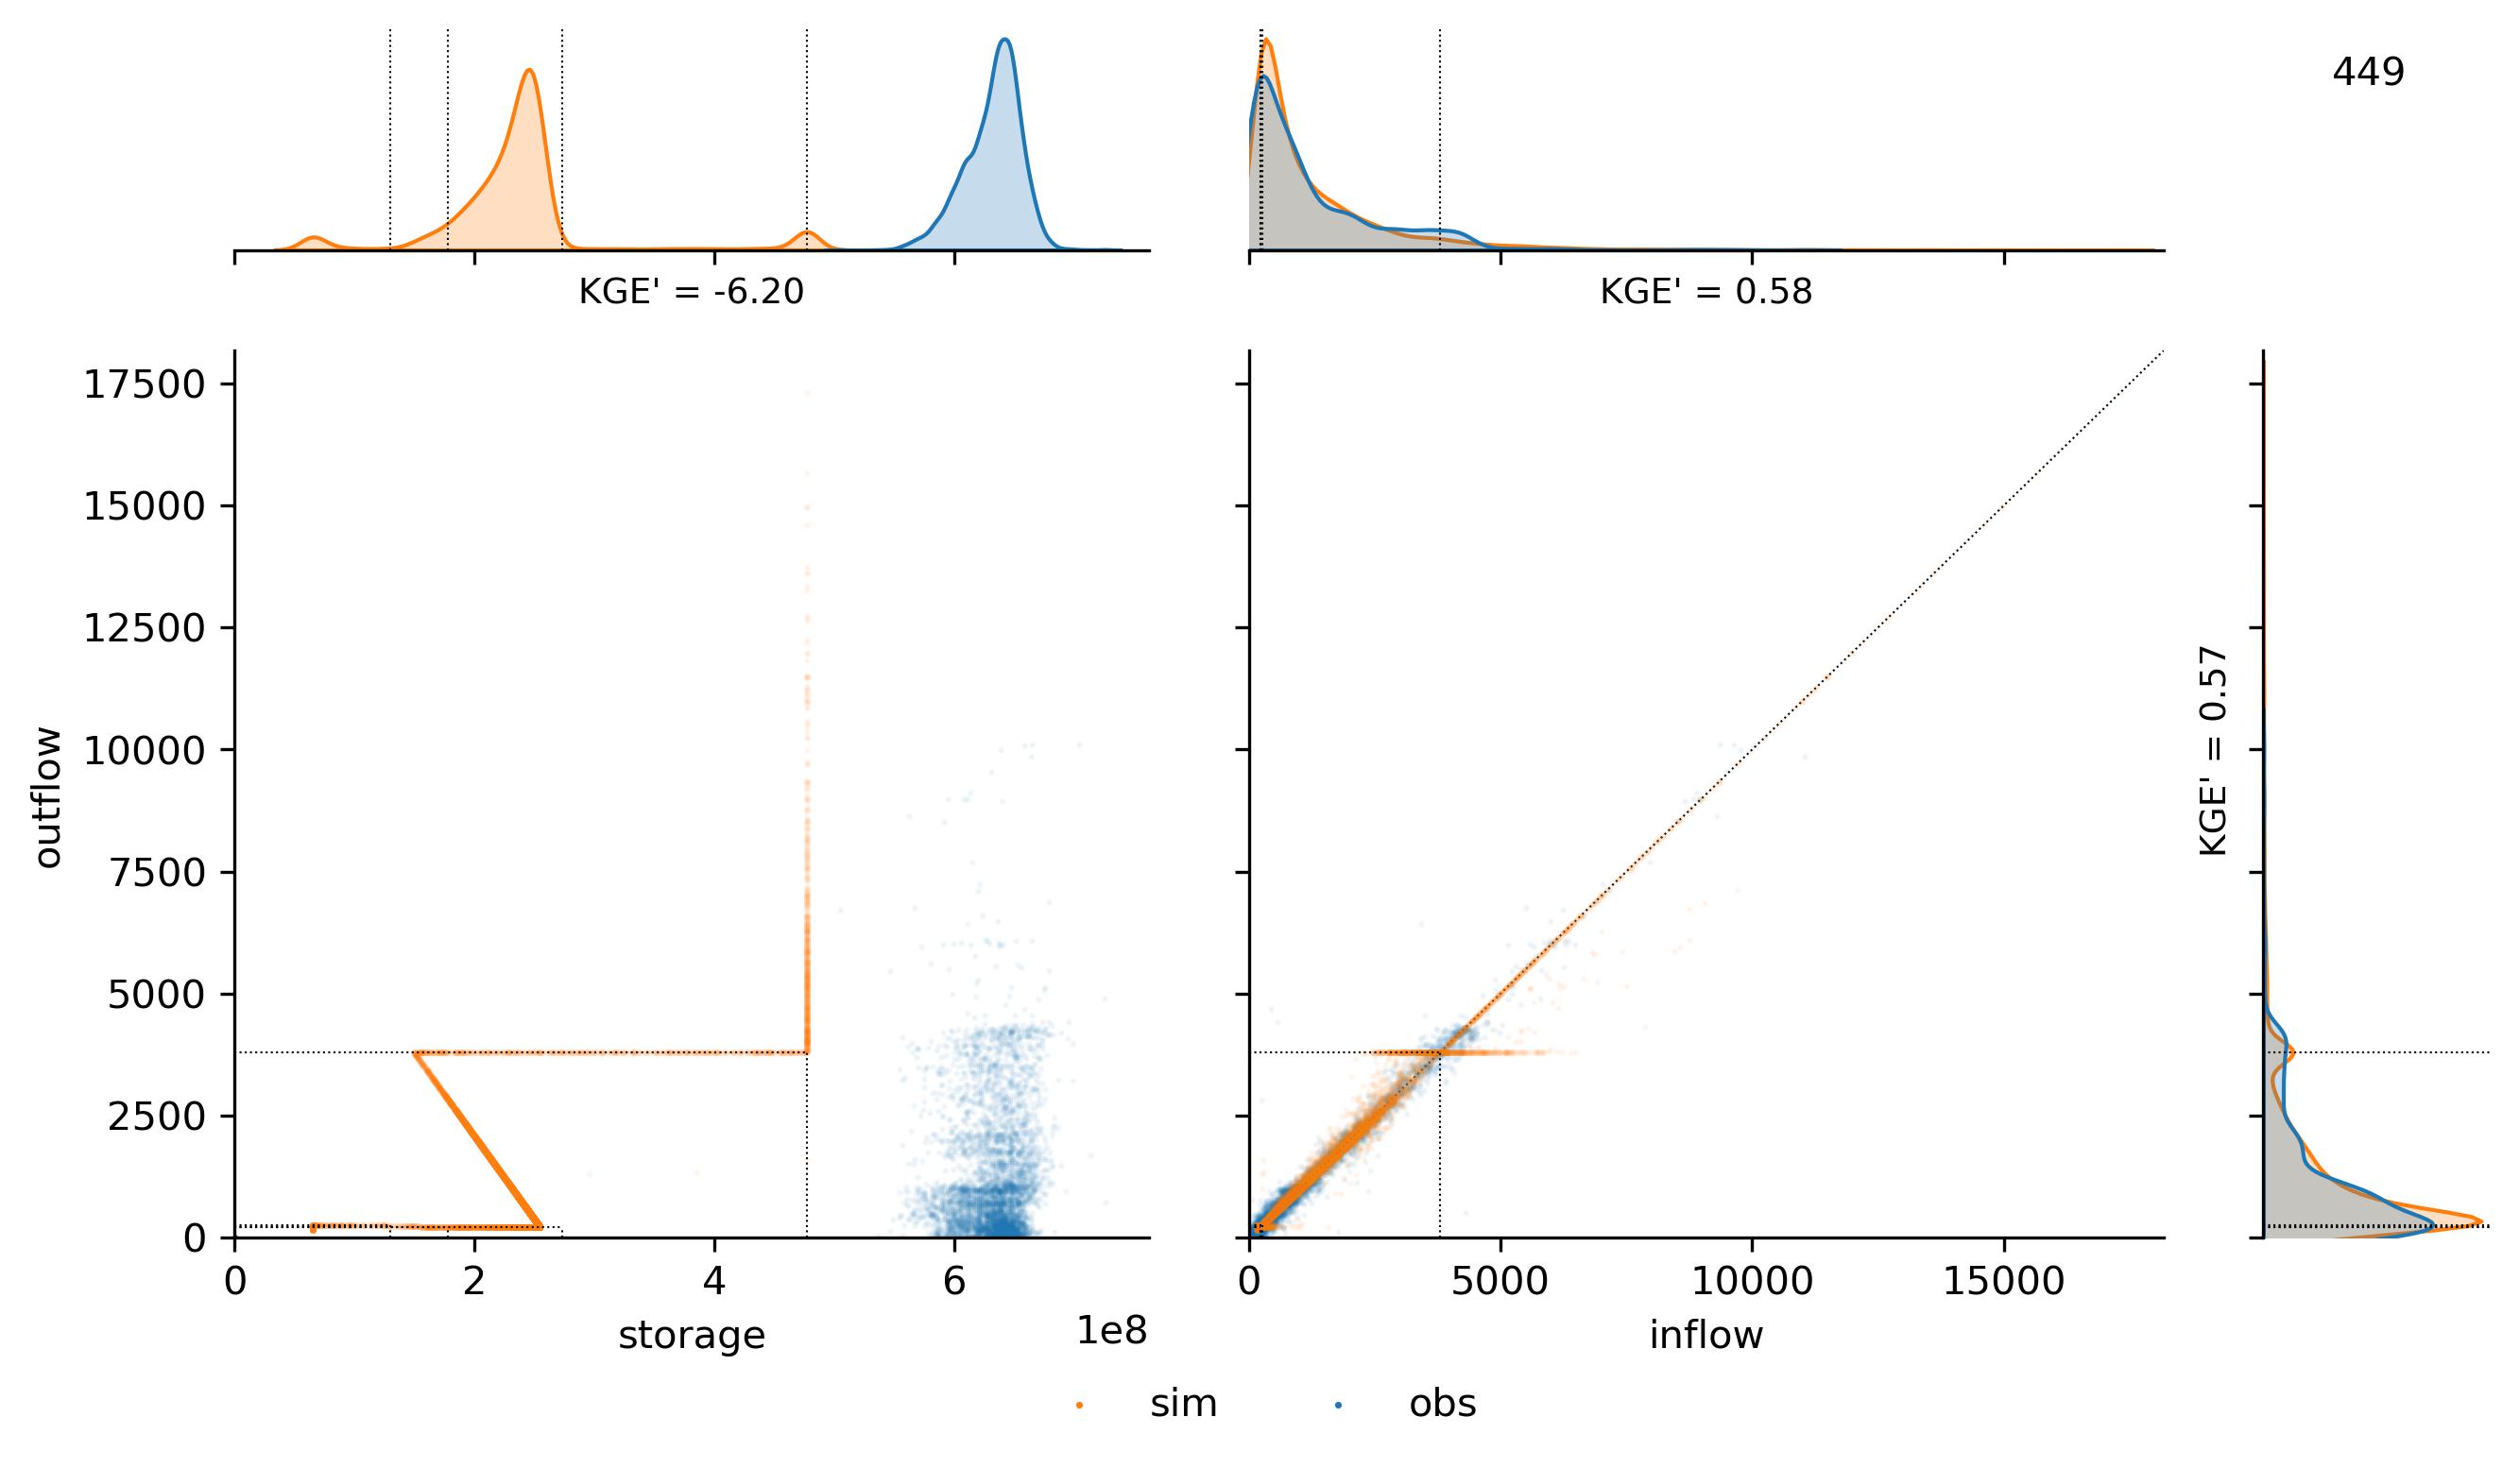 449
KGE' = -6.20
KGE' = 0.58
17500
15000
12500
10000
7500
5000
2500
0
outflow
KGE' = 0.57
0 2 4 6
0 5000 10000 15000
storage
1e8
inflow
sim obs